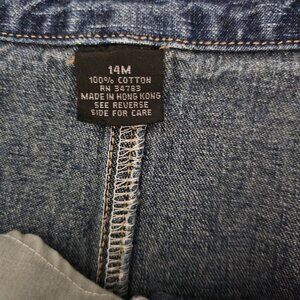 14M
100% COTTON
RN 34783
MADE IN HONG KONG
SEE REVERSE
SIDE FOR CARE